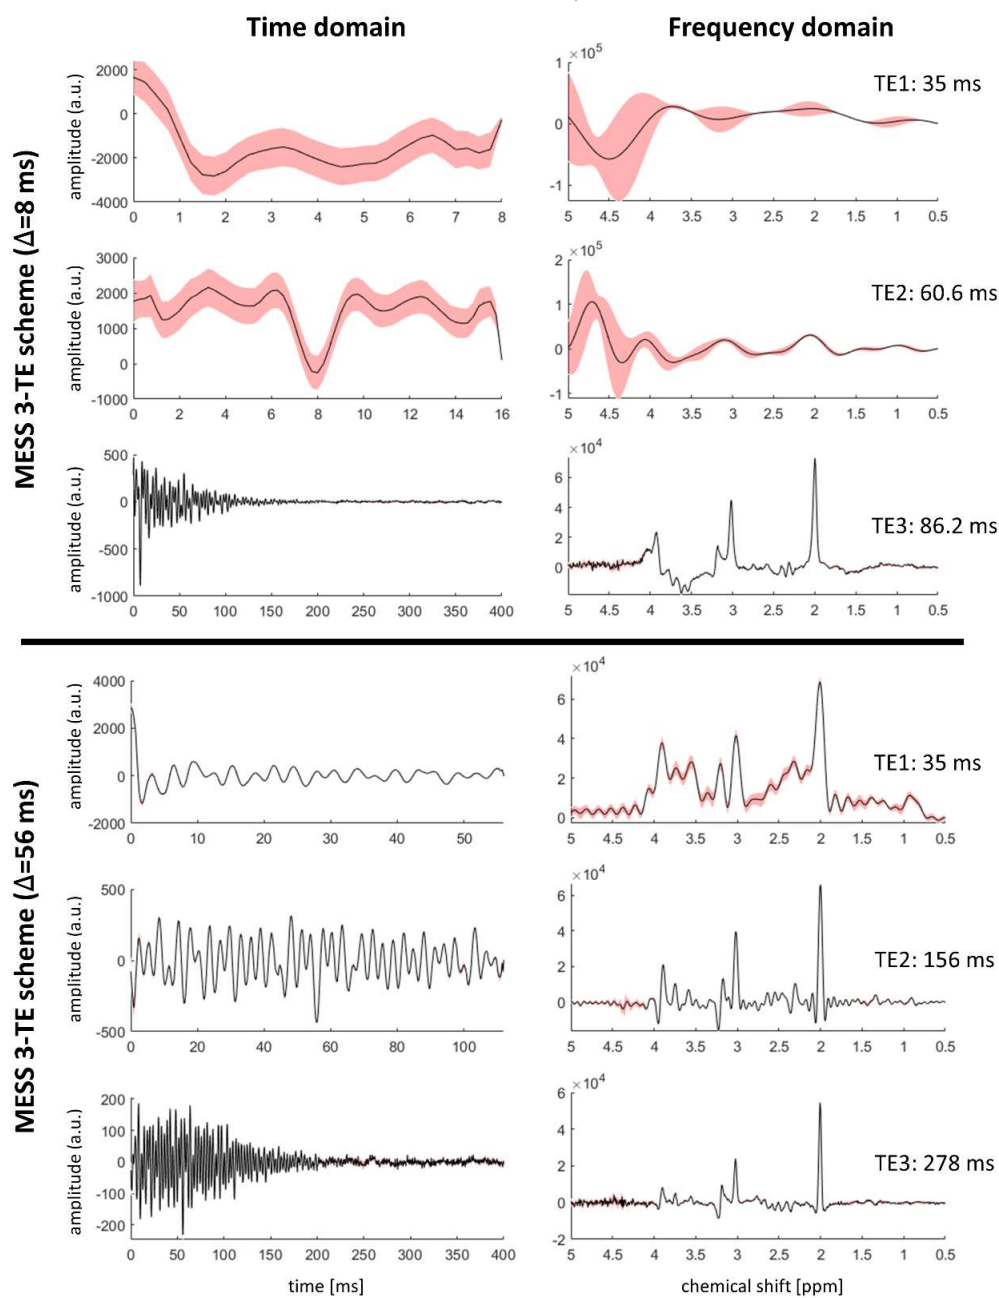 Time domain
Frequency domain
MESS 3-TE scheme (Δ=8 ms)
amplitude (a.u.)
2000
0
-2000
-4000
0 1 2 3 4 5 6 7 8
×10^5
1
0
-1
5 4.5 4 3.5 3 2.5 2 1.5 1 0.5
TE1: 35 ms
amplitude (a.u.)
3000
2000
1000
0
-1000
0 2 4 6 8 10 12 14 16
×10^5
2
1
0
-1
5 4.5 4 3.5 3 2.5 2 1.5 1 0.5
TE2: 60.6 ms
amplitude (a.u.)
500
0
-500
-1000
0 50 100 150 200 250 300 350 400
×10^4
6
4
2
0
5 4.5 4 3.5 3 2.5 2 1.5 1 0.5
TE3: 86.2 ms
MESS 3-TE scheme (Δ=56 ms)
amplitude (a.u.)
4000
2000
0
-2000
0 10 20 30 40 50
×10^4
6
4
2
0
5 4.5 4 3.5 3 2.5 2 1.5 1 0.5
TE1: 35 ms
amplitude (a.u.)
500
0
-500
0 20 40 60 80 100
×10^4
6
4
2
0
5 4.5 4 3.5 3 2.5 2 1.5 1 0.5
TE2: 156 ms
amplitude (a.u.)
200
100
0
-100
-200
0 50 100 150 200 250 300 350 400
×10^4
6
4
2
0
-2
5 4.5 4 3.5 3 2.5 2 1.5 1 0.5
TE3: 278 ms
time [ms]
chemical shift [ppm]